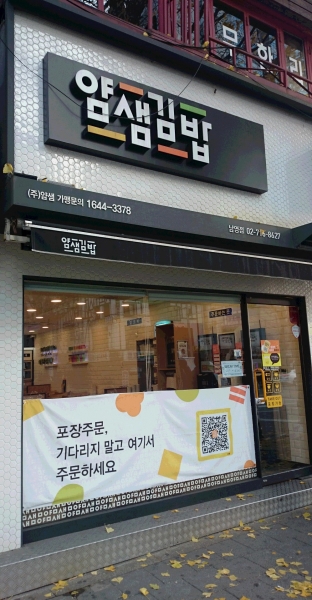 얌샘김밥
(주)얌샘 가맹문의 1644-3378
남영점
얌샘김밥
포장주문,
기다리지 말고 여기서
주문하세요